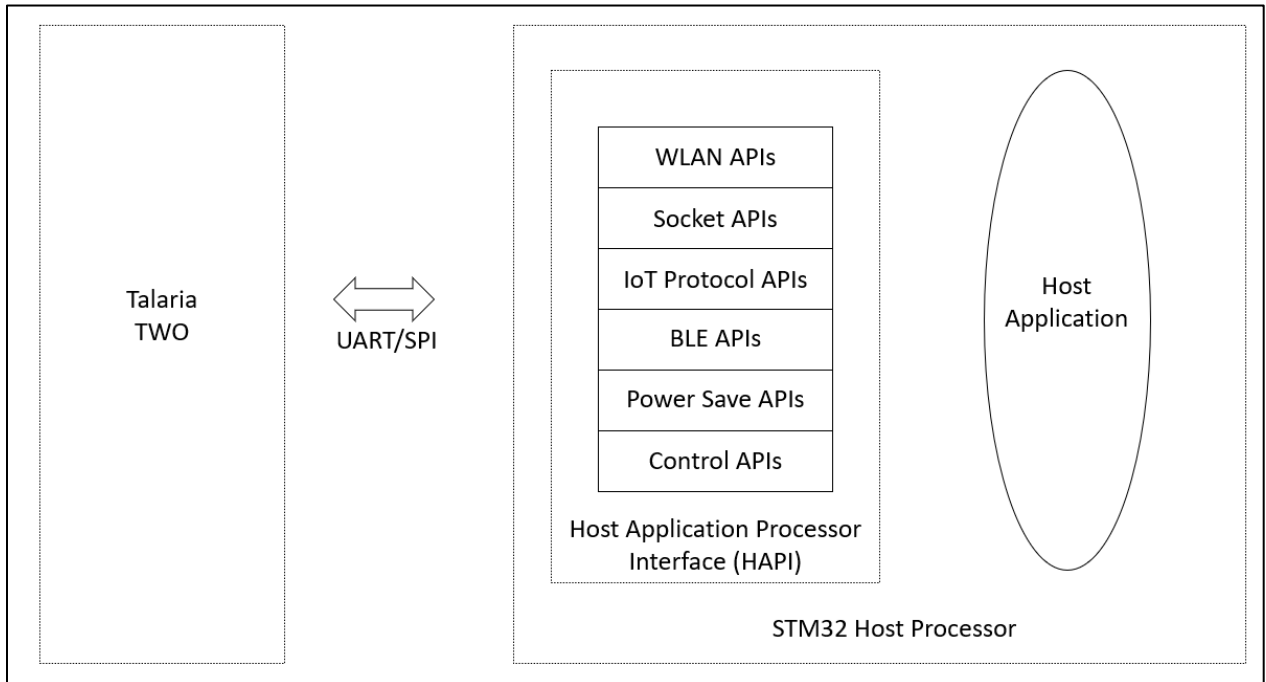 Talaria
TWO
UART/SPI
WLAN APIs
Socket APIs
IoT Protocol APIs
BLE APIs
Power Save APIs
Control APIs
Host Application Processor
Interface (HAPI)
Host
Application
STM32 Host Processor